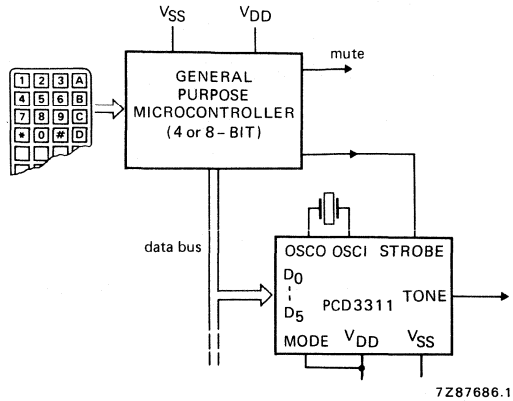 VSS VDD
mute
GENERAL
PURPOSE
MICROCONTROLLER
(4 or 8-BIT)
1 2 3 A
4 5 6 B
7 8 9 C
* 0 # D
data bus
OSCO OSCI STROBE
D0
D5
PCD3311
TONE
MODE VDD VSS
7Z87686.1